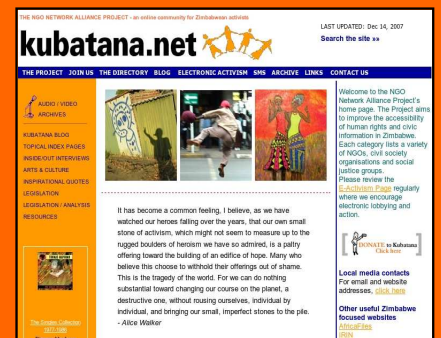 THE NGO NETWORK ALLIANCE PROJECT - an online community for Zimbabwean activists
LAST UPDATED: Dec 14, 2007
kubatana.net
Search the site »»
THE PROJECT JOIN US THE DIRECTORY BLOG ELECTRONIC ACTIVISM SMS ARCHIVE LINKS CONTACT US
AUDIO / VIDEO
ARCHIVES
KUBATANA BLOG
TOPICAL INDEX PAGES
INSIDE/OUT INTERVIEWS
ARTS & CULTURE
INSPIRATIONAL QUOTES
LEGISLATION
LEGISLATION / ANALYSIS
RESOURCES
The Singles Collection
1977-1986
It has become a common feeling, I believe, as we have
watched our heroes falling over the years, that our own small
stone of activism, which might not seem to measure up to the
rugged boulders of heroism we have so admired, is a paltry
offering toward the building of an edifice of hope. Many who
believe this choose to withhold their offerings out of shame.
This is the tragedy of the world. For we can do nothing
substantial toward changing our course on the planet, a
destructive one, without rousing ourselves, individual by
individual, and bringing our small, imperfect stones to the pile.
- Alice Walker
Welcome to the NGO
Network Alliance Project's
home page. The Project aims
to improve the accessibility
of human rights and civic
information in Zimbabwe.
Each category lists a variety
of NGOs, civil society
organisations and social
justice groups.
Please review the
E-Activism Page regularly
where we encourage
electronic lobbying and
action.
DONATE to Kubatana
Click here
Local media contacts
For email and website
addresses, click here
Other useful Zimbabwe
focused websites
AfricaFiles
IRIN